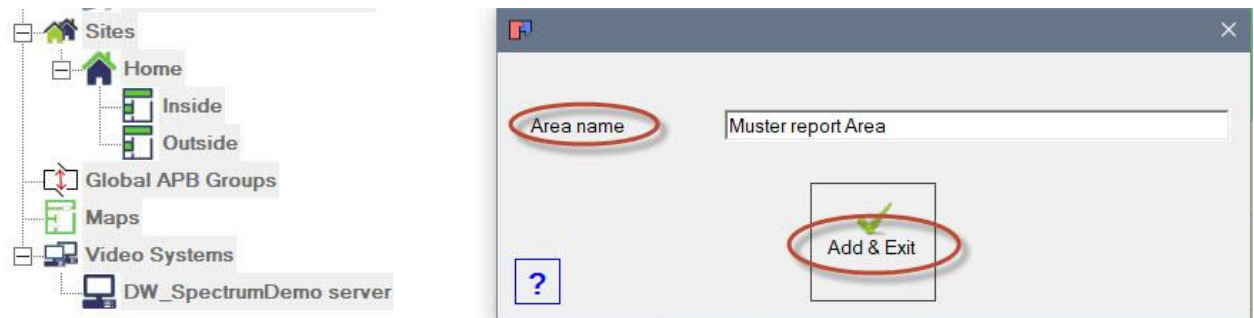 Sites
Home
Inside
Outside
Global APB Groups
Maps
Video Systems
DW_SpectrumDemo server
Area name
Muster report Area
Add & Exit
?